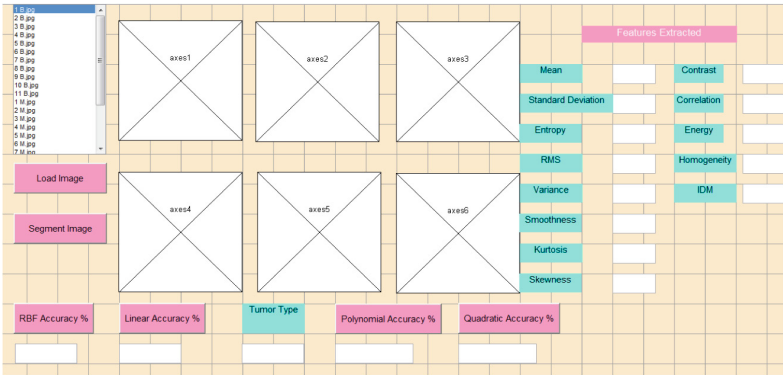 1 B.jpg
2 B.jpg
3 B.jpg
4 B.jpg
5 B.jpg
6 B.jpg
7 B.jpg
8 B.jpg
9 B.jpg
10 B.jpg
11 B.jpg
1 M.jpg
2 M.jpg
3 M.jpg
4 M.jpg
5 M.jpg
6 M.jpg
7 M.jpg
axes1
axes2
axes3
Features Extracted
Mean
Contrast
Standard Deviation
Correlation
Entropy
Energy
RMS
Homogeneity
Variance
IDM
Smoothness
Kurtosis
Skewness
Load Image
Segment Image
axes4
axes5
axes6
RBF Accuracy %
Linear Accuracy %
Tumor Type
Polynomial Accuracy %
Quadratic Accuracy %